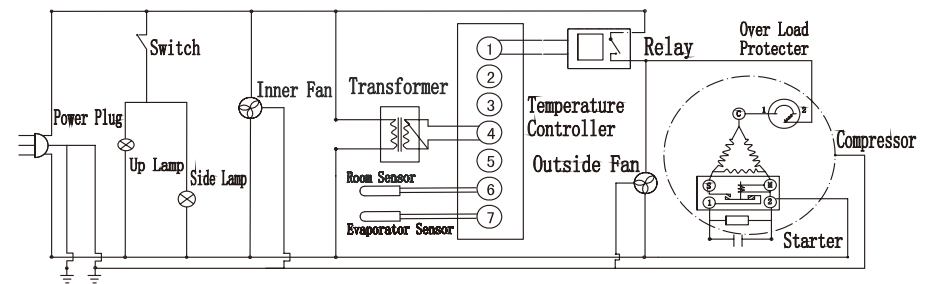 Switch
Power Plug
Up Lamp
Side Lamp
Inner Fan
Transformer
Room Sensor
Evaporator Sensor
1
2
3
4
5
6
7
Temperature
Controller
Relay
Outside Fan
Over Load
Protecter
C
1
2
Compressor
S
M
1
2
Starter